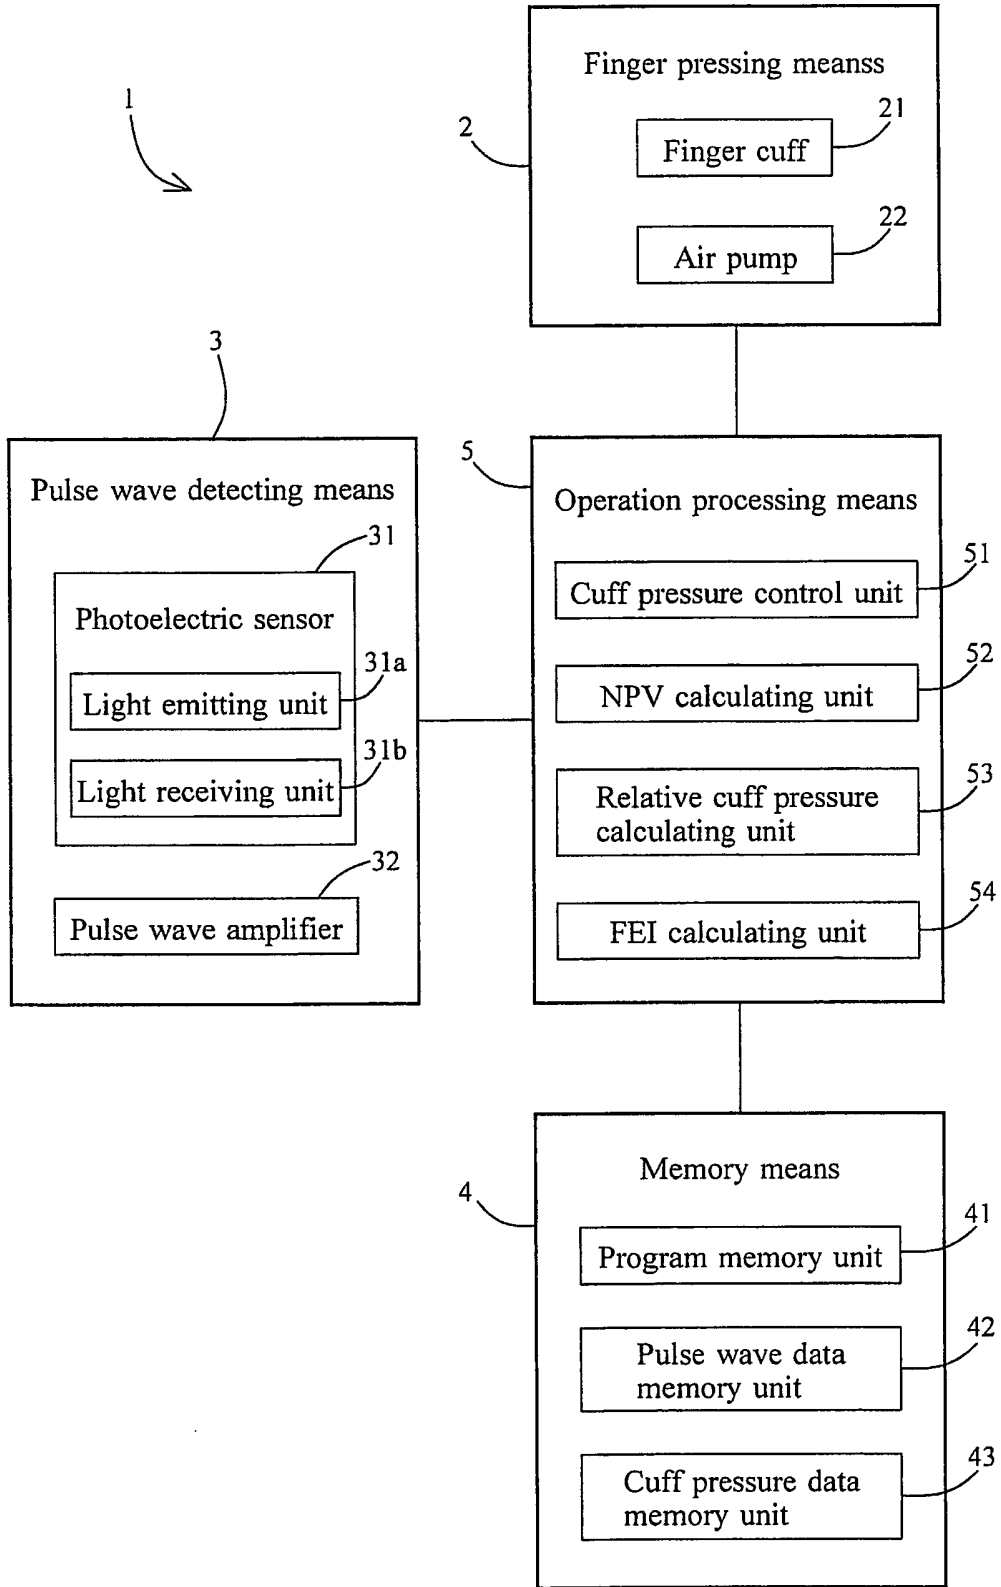 1
2
Finger pressing meanss
21
Finger cuff
22
Air pump
3
Pulse wave detecting means
31
Photoelectric sensor
31a
Light emitting unit
31b
Light receiving unit
32
Pulse wave amplifier
5
Operation processing means
51
Cuff pressure control unit
52
NPV calculating unit
53
Relative cuff pressure
calculating unit
54
FEI calculating unit
4
Memory means
41
Program memory unit
42
Pulse wave data
memory unit
43
Cuff pressure data
memory unit